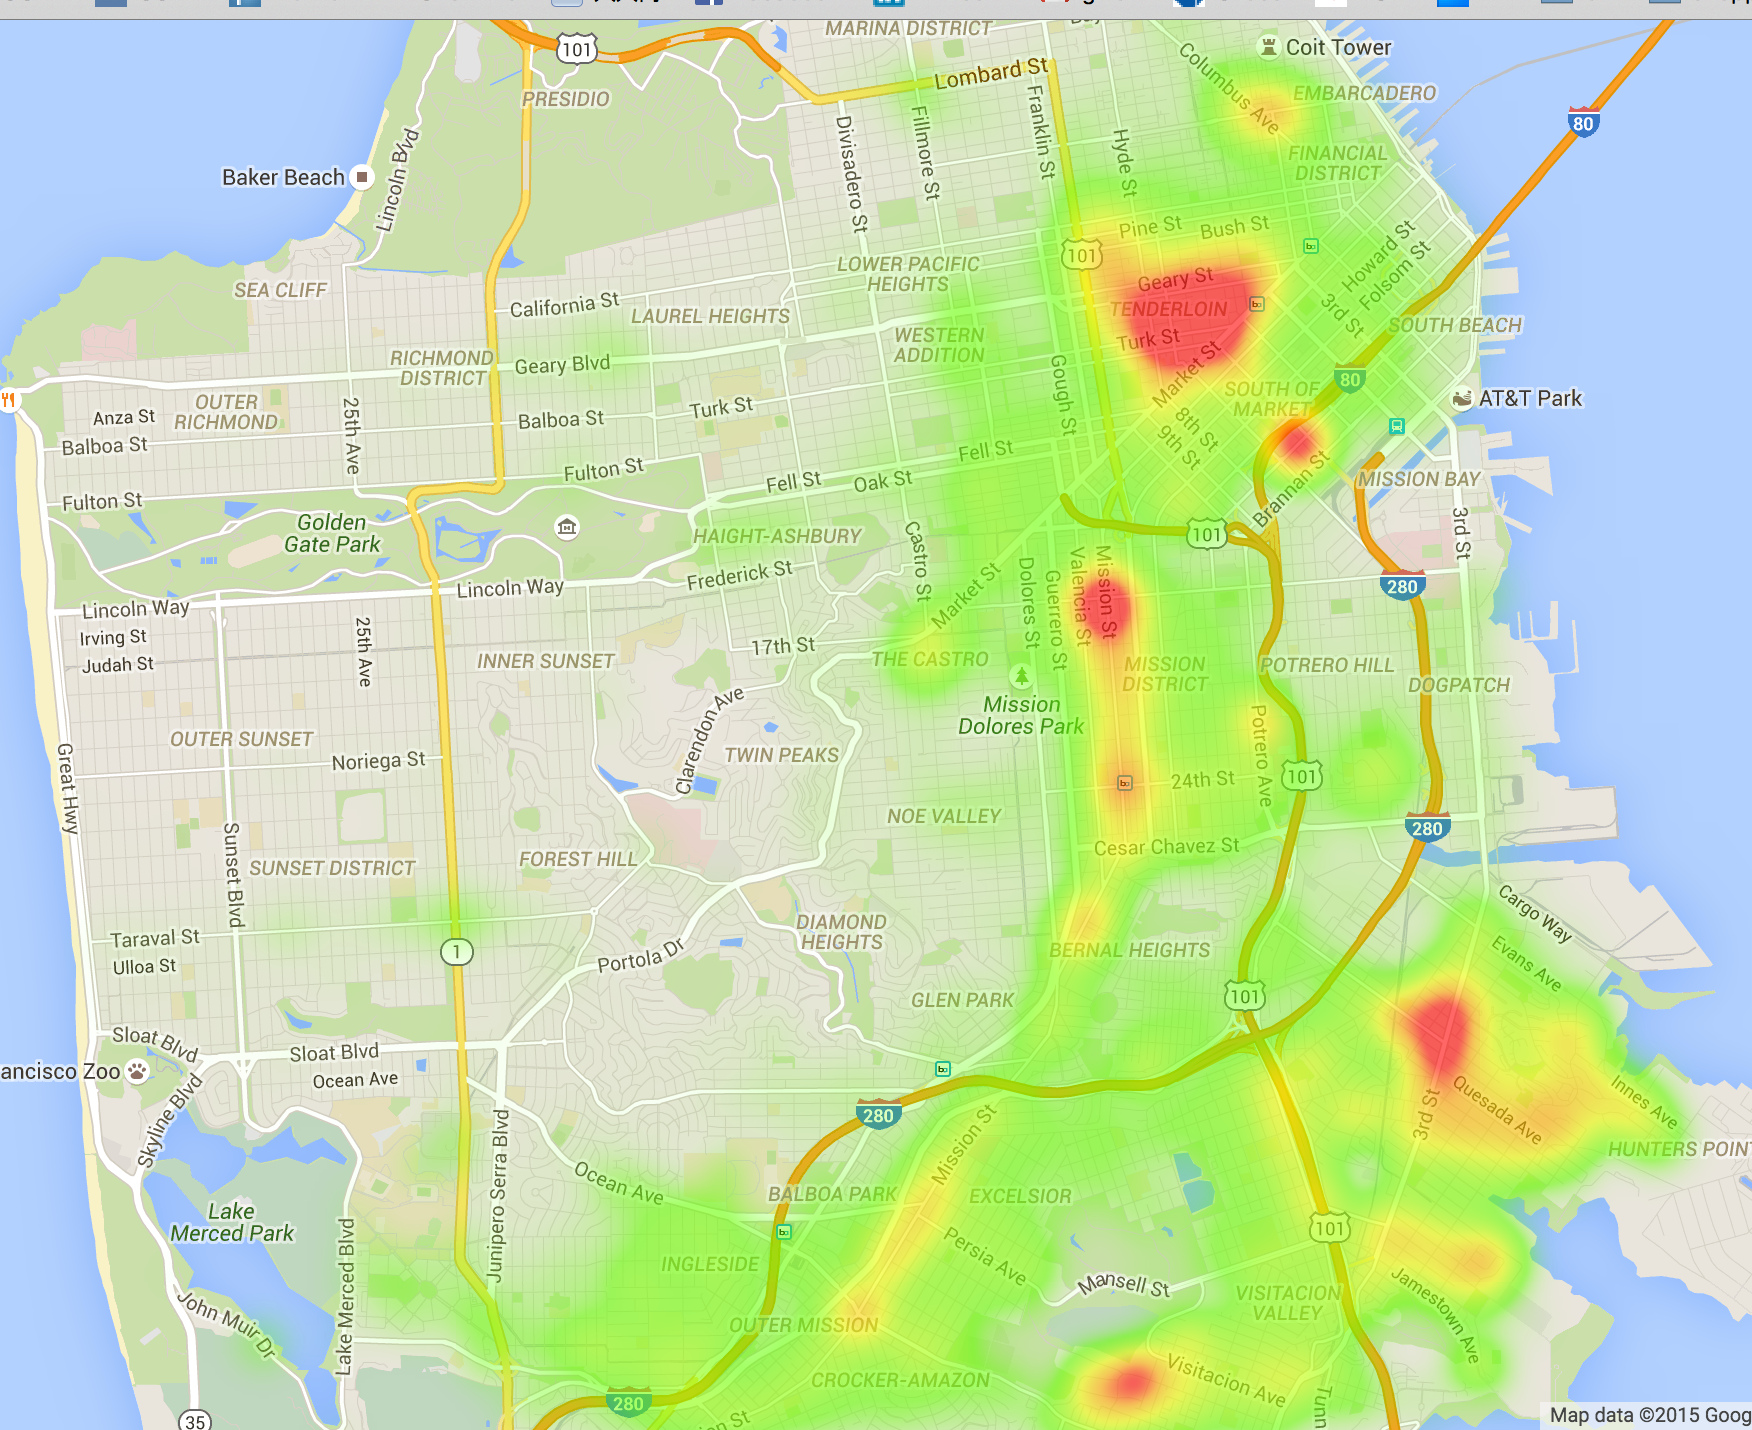 MARINA DISTRICT
101
Coit Tower
Columbus Ave
Lombard St
PRESIDIO
EMBARCADERO
80
Divisadero St
Fillmore St
Franklin St
Hyde St
Lincoln Blvd
Baker Beach
FINANCIAL
DISTRICT
Pine St
Bush St
101
Howard St
Folsom St
SEA CLIFF
LOWER PACIFIC
HEIGHTS
Geary St
California St
LAUREL HEIGHTS
TENDERLOIN
3rd St
SOUTH BEACH
WESTERN
ADDITION
Turk St
Market St
RICHMOND
DISTRICT
Geary Blvd
80
SOUTH OF
MARKET
AT&T Park
OUTER
RICHMOND
Anza St
25th Ave
Balboa St
Turk St
Gough St
8th St
9th St
Balboa St
Fell St
Fulton St
Fell St
Oak St
Brannan St
MISSION BAY
Fulton St
Golden
Gate Park
HAIGHT-ASHBURY
101
3rd St
Castro St
Frederick St
Market St
Dolores St
Guerrero St
Valencia St
Mission St
280
Lincoln Way
Lincoln Way
Irving St
Judah St
25th Ave
INNER SUNSET
17th St
THE CASTRO
MISSION
DISTRICT
POTRERO HILL
DOGPATCH
Mission
Dolores Park
Clarendon Ave
Potrero Ave
OUTER SUNSET
Noriega St
TWIN PEAKS
Great Hwy
24th St
101
NOE VALLEY
280
Sunset Blvd
SUNSET DISTRICT
FOREST HILL
Cesar Chavez St
Cargo Way
DIAMOND
HEIGHTS
Taraval St
Ulloa St
1
Portola Dr
BERNAL HEIGHTS
Evans Ave
GLEN PARK
101
Sloat Blvd
Sloat Blvd
Ocean Ave
ancisco Zoo
Skyline Blvd
280
Quesada Ave
Innes Ave
3rd St
HUNTERS POINT
Junipero Serra Blvd
Mission St
Ocean Ave
BALBOA PARK
EXCELSIOR
Lake
Merced Park
101
Lake Merced Blvd
INGLESIDE
Persia Ave
Mansell St
Jamestown Ave
VISITACION
VALLEY
John Muir Dr
OUTER MISSION
CROCKER-AMAZON
Visitacion Ave
280
35
Tunn
Map data ©2015 Goog